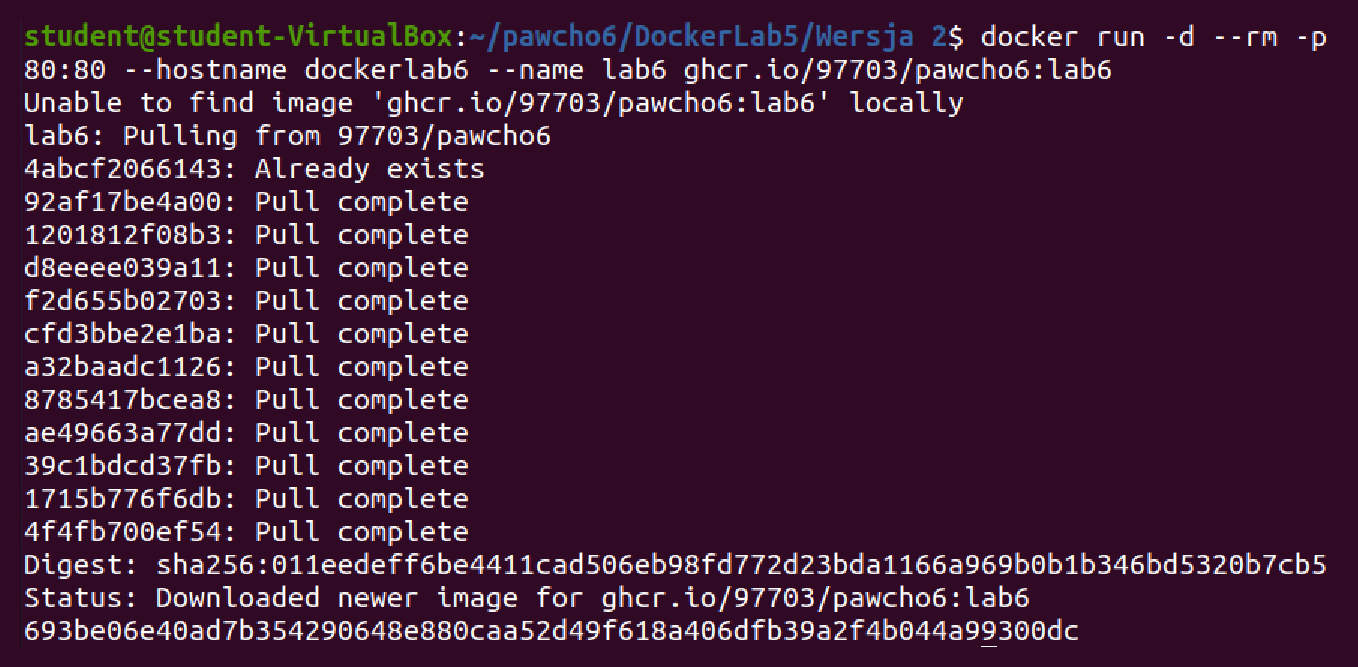 student@student-VirtualBox:~/pawcho6/DockerLab5/Wersja 2$ docker run -d --rm -p
80:80 --hostname dockerlab6 --name lab6 ghcr.io/97703/pawcho6:lab6
Unable to find image 'ghcr.io/97703/pawcho6:lab6' locally
lab6: Pulling from 97703/pawcho6
4abcf2066143: Already exists
92af17be4a00: Pull complete
1201812f08b3: Pull complete
d8eeee039a11: Pull complete
f2d655b02703: Pull complete
cfd3bbe2e1ba: Pull complete
a32baadc1126: Pull complete
8785417bcea8: Pull complete
ae49663a77dd: Pull complete
39c1bdcd37fb: Pull complete
1715b776f6db: Pull complete
4f4fb700ef54: Pull complete
Digest: sha256:011eedeff6be4411cad506eb98fd772d23bda1166a969b0b1b346bd5320b7cb5
Status: Downloaded newer image for ghcr.io/97703/pawcho6:lab6
693be06e40ad7b354290648e880caa52d49f618a406dfb39a2f4b044a99300dc